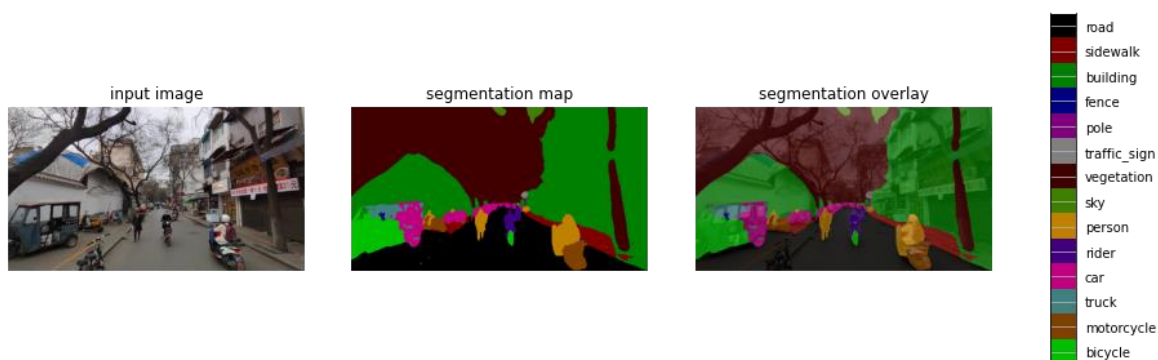 input image
segmentation map
segmentation overlay
road
sidewalk
building
fence
pole
traffic_sign
vegetation
sky
person
rider
car
truck
motorcycle
bicycle